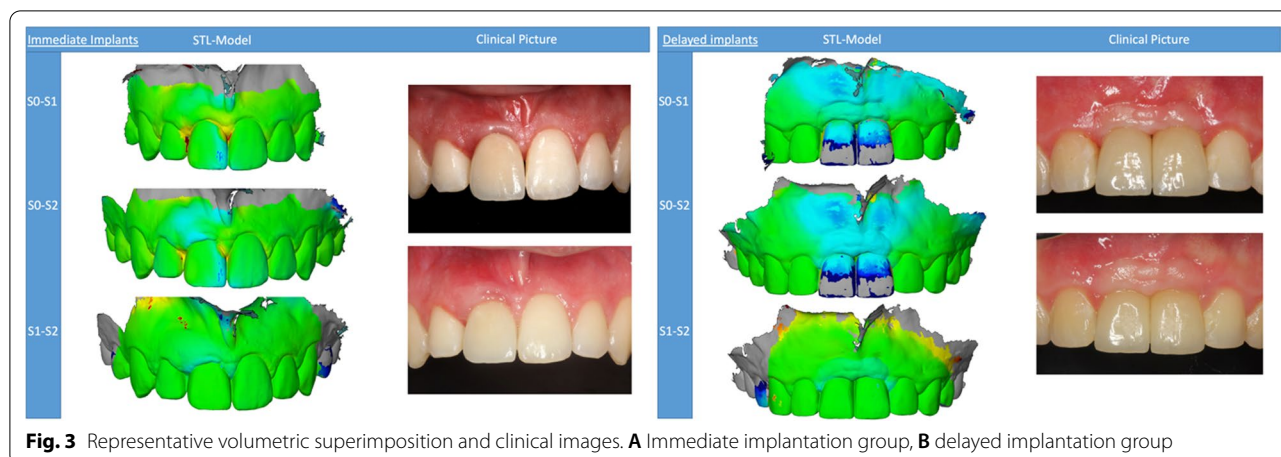 Immediate Implants STL-Model Clinical Picture
S0-S1
S0-S2
S1-S2
Delayed implants STL-Model Clinical Picture
S0-S1
S0-S2
S1-S2
Fig. 3 Representative volumetric superimposition and clinical images. A Immediate implantation group, B delayed implantation group